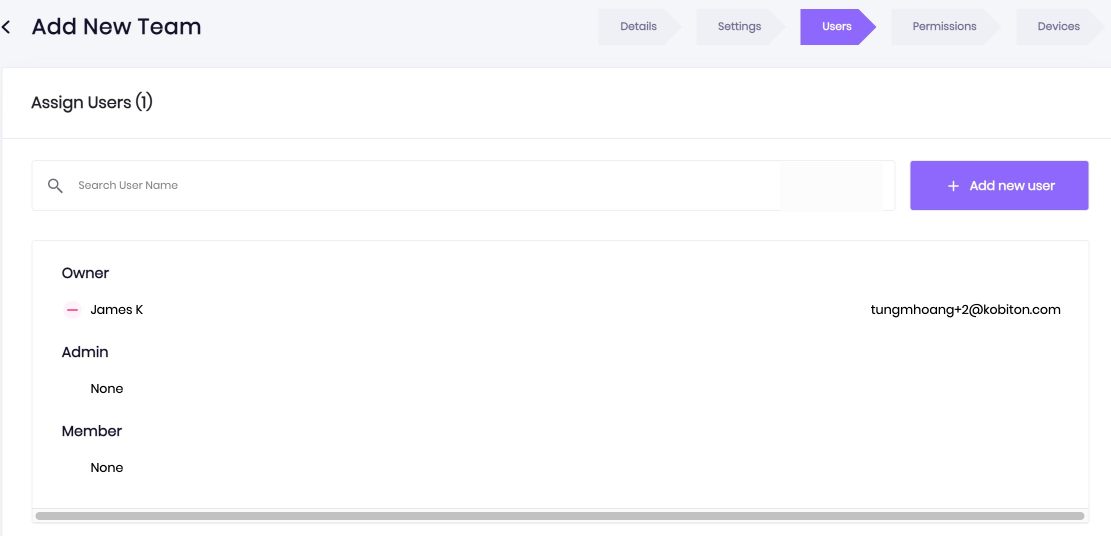 Add New Team
Details
Settings
Users
Permissions
Devices
Assign Users (1)
Search User Name
+ Add new user
Owner
James K
tungmhoang+2@kobiton.com
Admin
None
Member
None